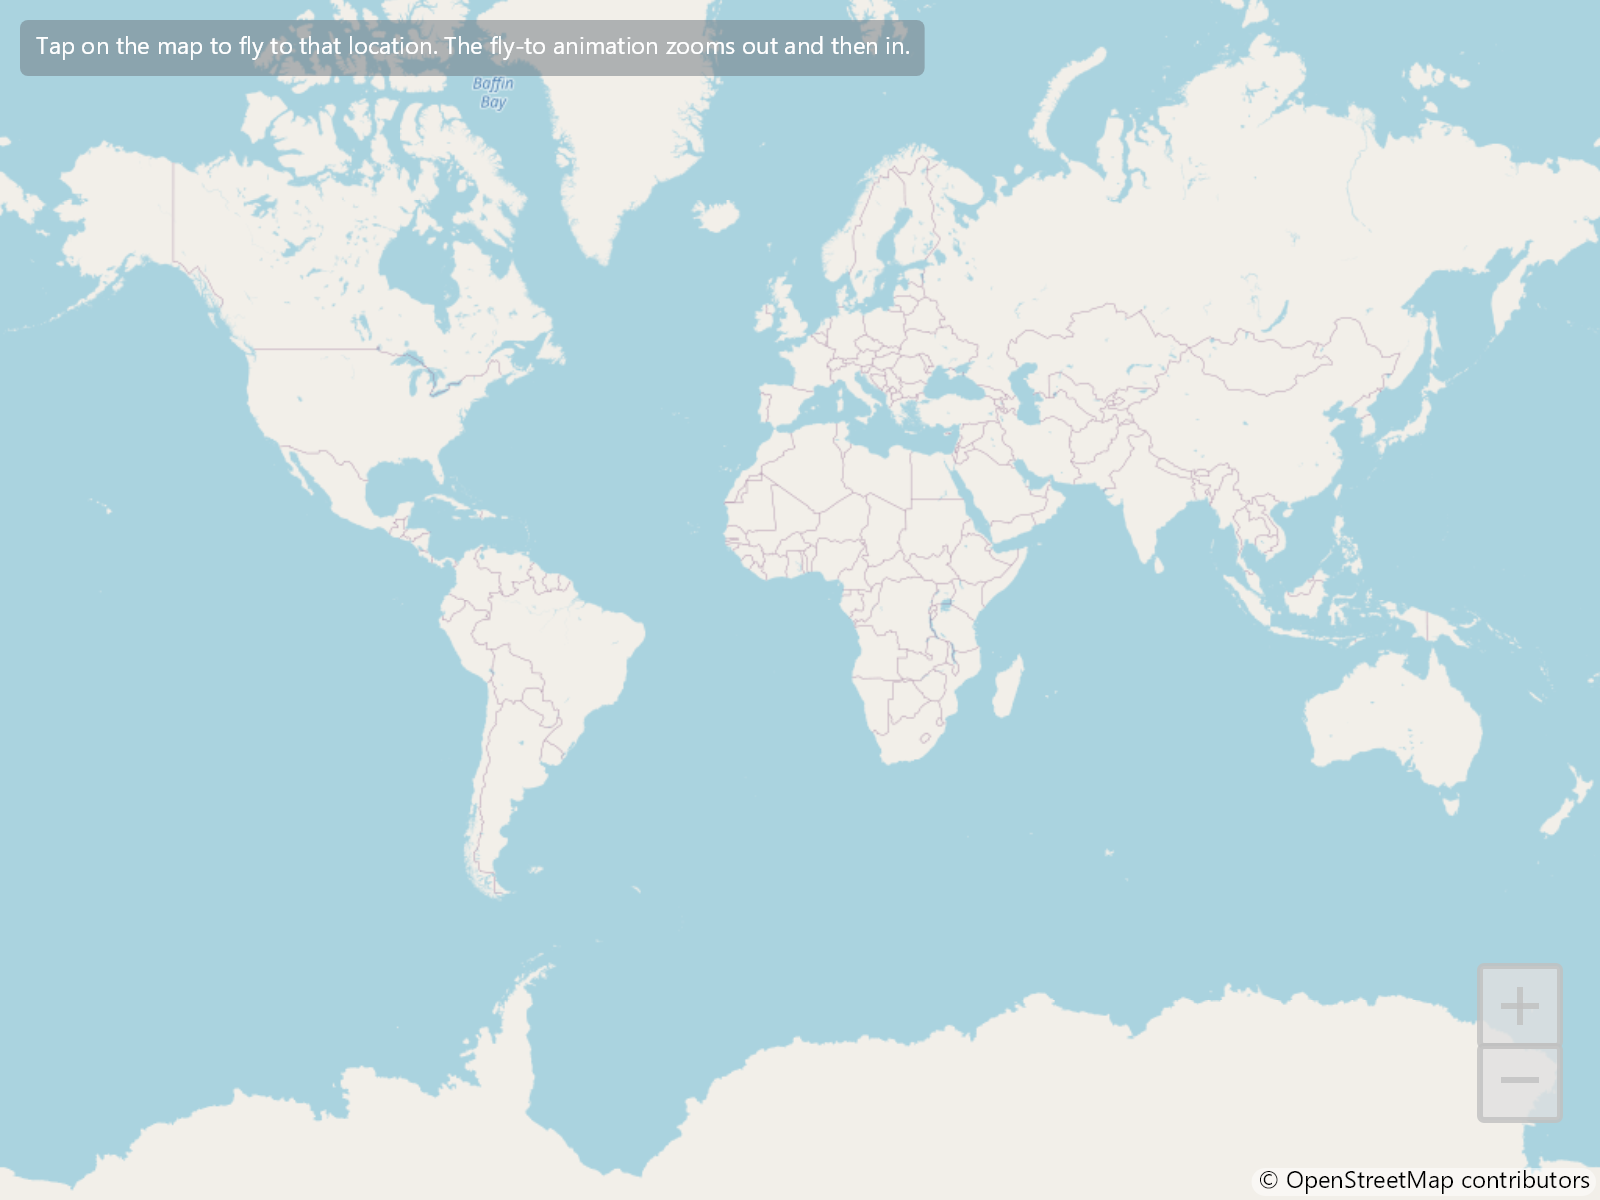 Tap on the map to fly to that location. The fly-to animation zooms out and then in.
Baffin
Bay
+
−
© OpenStreetMap contributors